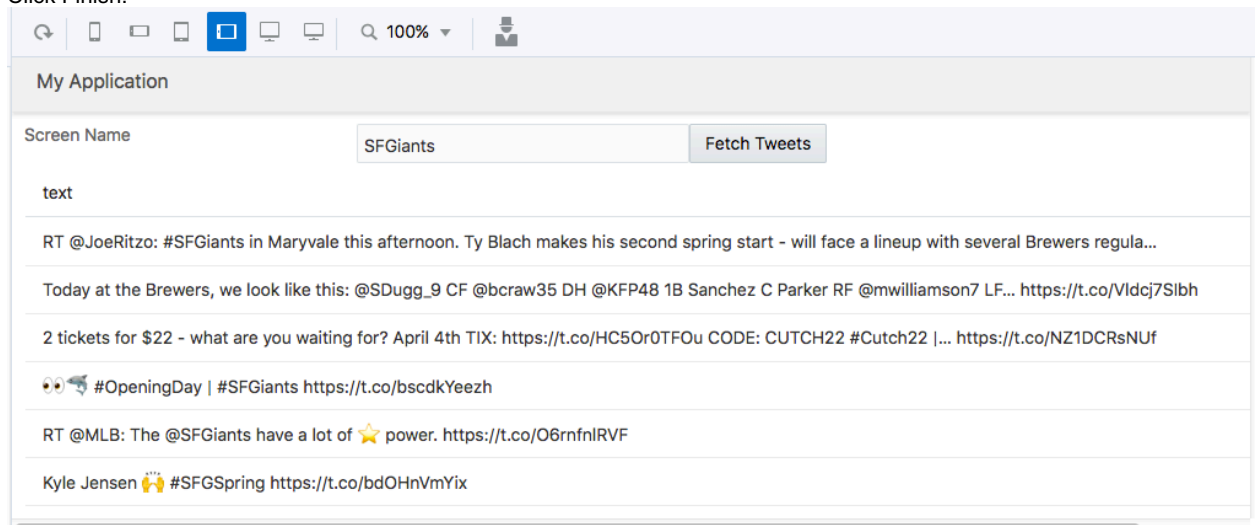 Click Finish.
100%
My Application
Screen Name
SFGiants
Fetch Tweets
text
RT @JoeRitzo: #SFGiants in Maryvale this afternoon. Ty Blach makes his second spring start - will face a lineup with several Brewers regula...
Today at the Brewers, we look like this: @SDugg_9 CF @bcraw35 DH @KFP48 1B Sanchez C Parker RF @mwilliamson7 LF... https://t.co/Vldcj7Slbh
2 tickets for $22 - what are you waiting for? April 4th TIX: https://t.co/HC5Or0TFOu CODE: CUTCH22 #Cutch22 |... https://t.co/NZ1DCRsNUf
👀🦈 #OpeningDay | #SFGiants https://t.co/bscdkYeezh
RT @MLB: The @SFGiants have a lot of ⭐ power. https://t.co/O6rnfnlRVF
Kyle Jensen 🙌 #SFGSpring https://t.co/bdOHnVmYix